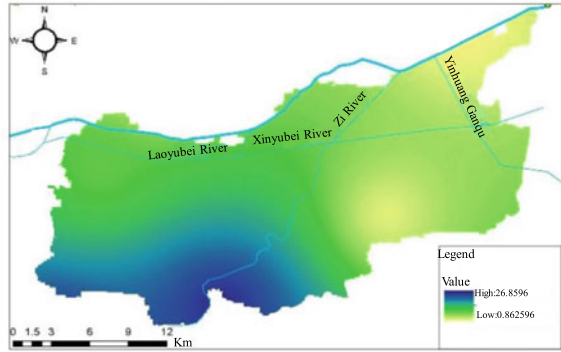 N
W E
S
Yinhuang Ganqu
Zi River
Xinyubei River
Laoyubei River
Legend
Value
High:26.8596
Low:0.862596
0 1.5 3 6 9 12
Km